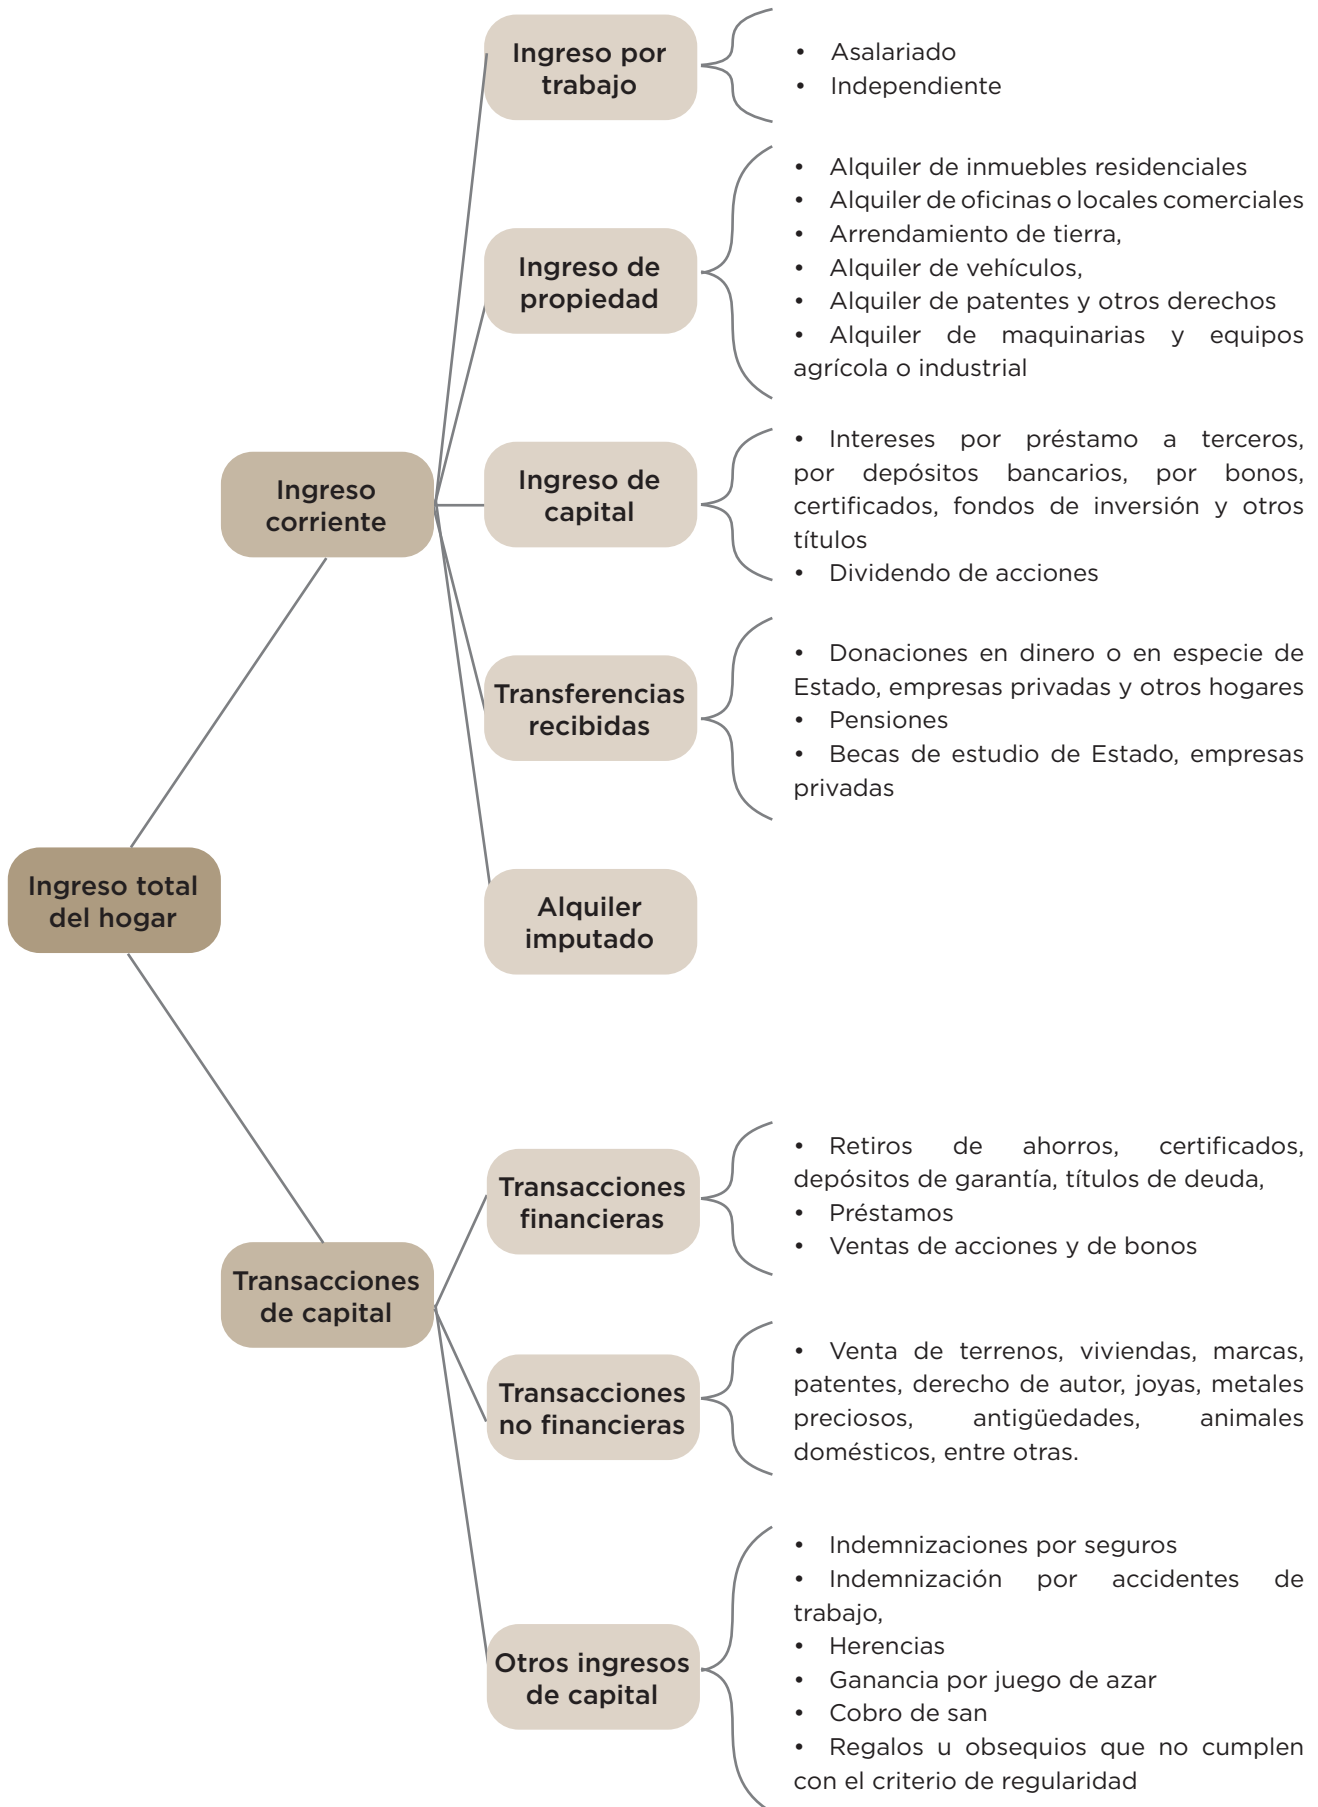 Ingreso por
trabajo
• Asalariado
• Independiente
Ingreso de
propiedad
• Alquiler de inmuebles residenciales
• Alquiler de oficinas o locales comerciales
• Arrendamiento de tierra,
• Alquiler de vehículos,
• Alquiler de patentes y otros derechos
• Alquiler de maquinarias y equipos
agrícola o industrial
Ingreso
corriente
Ingreso de
capital
• Intereses por préstamo a terceros,
por depósitos bancarios, por bonos,
certificados, fondos de inversión y otros
títulos
• Dividendo de acciones
Transferencias
recibidas
• Donaciones en dinero o en especie de
Estado, empresas privadas y otros hogares
• Pensiones
• Becas de estudio de Estado, empresas
privadas
Ingreso total
del hogar
Alquiler
imputado
Transacciones
financieras
• Retiros de ahorros, certificados,
depósitos de garantía, títulos de deuda,
• Préstamos
• Ventas de acciones y de bonos
Transacciones
de capital
Transacciones
no financieras
• Venta de terrenos, viviendas, marcas,
patentes, derecho de autor, joyas, metales
preciosos, antigüedades, animales
domésticos, entre otras.
Otros ingresos
de capital
• Indemnizaciones por seguros
• Indemnización por accidentes de
trabajo,
• Herencias
• Ganancia por juego de azar
• Cobro de san
• Regalos u obsequios que no cumplen
con el criterio de regularidad